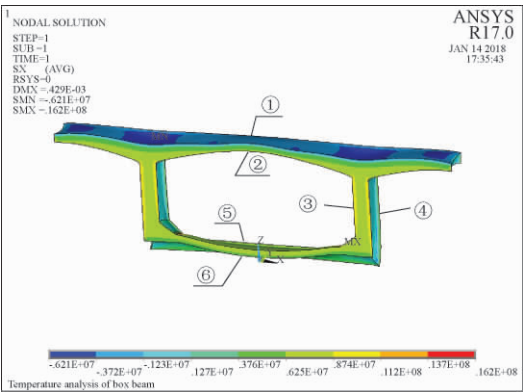 1
NODAL SOLUTION
STEP=1
SUB =1
TIME=1
SX (AVG)
RSYS=0
DMX =.429E-03
SMN =-.621E+07
SMX =.162E+08
ANSYS
R17.0
JAN 14 2018
17:35:43
①
②
③
④
⑤
MX
Z
X
⑥
-.621E+07 -.123E+07 .376E+07 .874E+07 .137E+08
-.372E+07 .127E+07 .625E+07 .112E+08 .162E+08
Temperature analysis of box beam